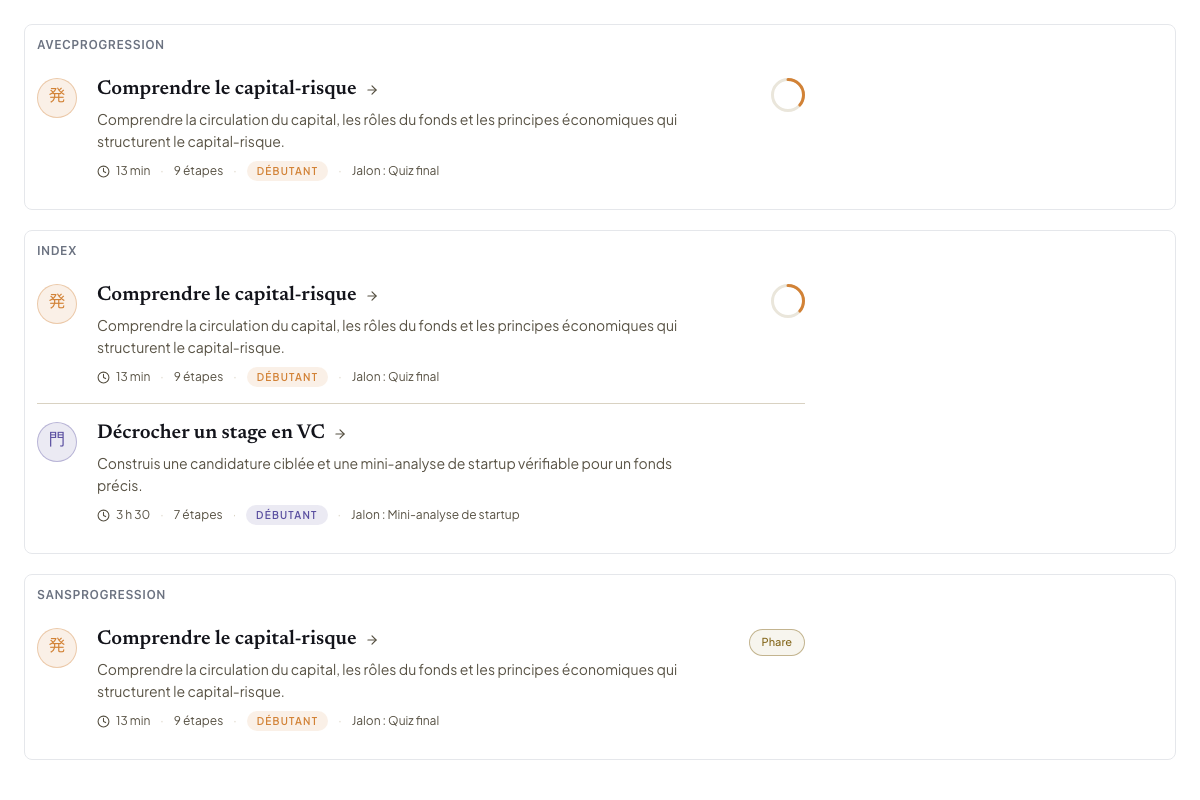 AVECPROGRESSION
発
Comprendre le capital-risque →
Comprendre la circulation du capital, les rôles du fonds et les principes économiques qui
structurent le capital-risque.
13 min · 9 étapes · DÉBUTANT · Jalon : Quiz final
INDEX
発
Comprendre le capital-risque →
Comprendre la circulation du capital, les rôles du fonds et les principes économiques qui
structurent le capital-risque.
13 min · 9 étapes · DÉBUTANT · Jalon : Quiz final
門
Décrocher un stage en VC →
Construis une candidature ciblée et une mini-analyse de startup vérifiable pour un fonds
précis.
3 h 30 · 7 étapes · DÉBUTANT · Jalon : Mini-analyse de startup
SANSPROGRESSION
発
Comprendre le capital-risque →
Phare
Comprendre la circulation du capital, les rôles du fonds et les principes économiques qui
structurent le capital-risque.
13 min · 9 étapes · DÉBUTANT · Jalon : Quiz final